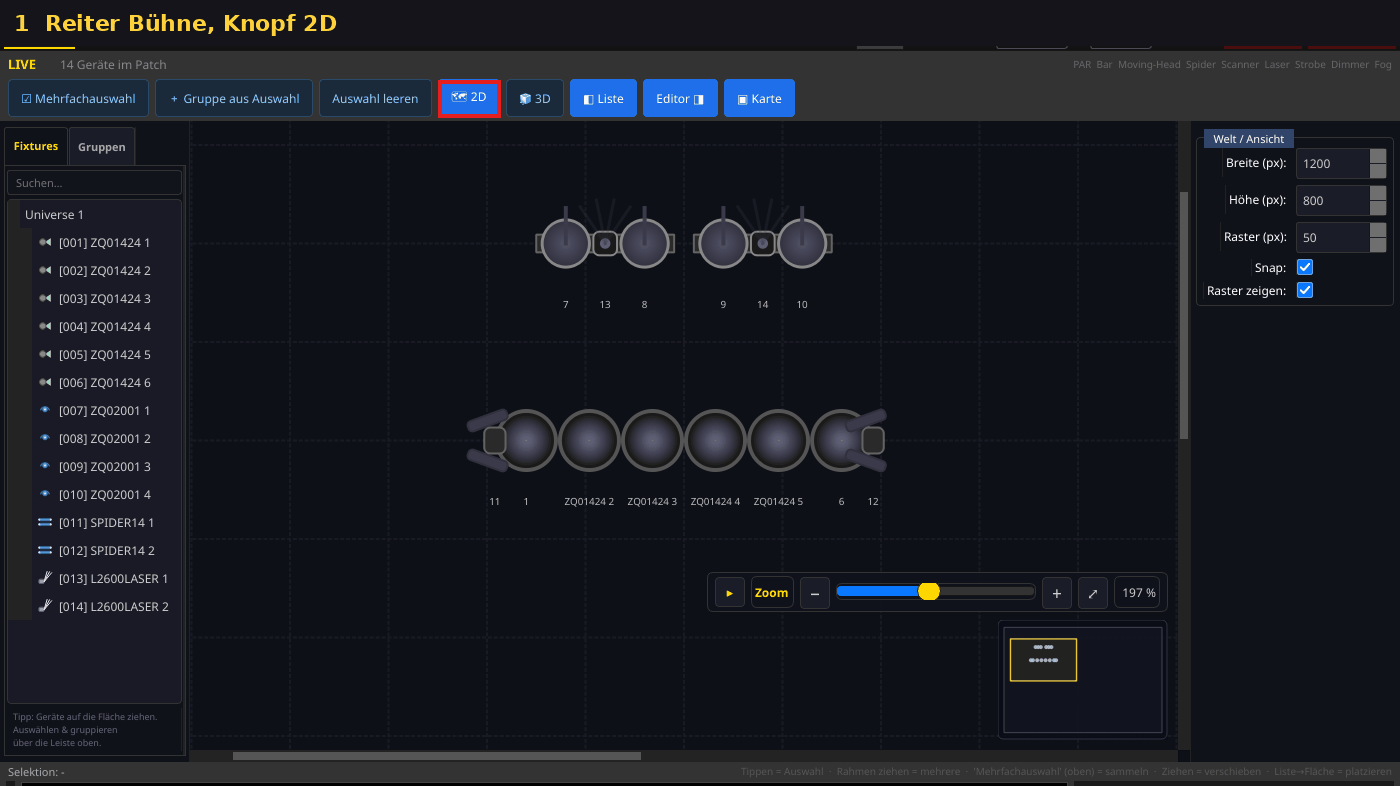 1 Reiter Bühne, Knopf 2D
LIVE 14 Geräte im Patch PAR Bar Moving-Head Spider Scanner Laser Strobe Dimmer Fog
☑ Mehrfachauswahl + Gruppe aus Auswahl Auswahl leeren 2D 3D ◧ Liste Editor ◨ ▣ Karte
Fixtures Gruppen
Suchen...
Universe 1
[001] ZQ01424 1
[002] ZQ01424 2
[003] ZQ01424 3
[004] ZQ01424 4
[005] ZQ01424 5
[006] ZQ01424 6
[007] ZQ02001 1
[008] ZQ02001 2
[009] ZQ02001 3
[010] ZQ02001 4
[011] SPIDER14 1
[012] SPIDER14 2
[013] L2600LASER 1
[014] L2600LASER 2
Tipp: Geräte auf die Fläche ziehen.
Auswählen & gruppieren
über die Leiste oben.
7 13 8 9 14 10
11 1 ZQ01424 2 ZQ01424 3 ZQ01424 4 ZQ01424 5 6 12
Zoom − + 197 %
Welt / Ansicht
Breite (px): 1200
Höhe (px): 800
Raster (px): 50
Snap:
Raster zeigen:
Selektion: - Tippen = Auswahl · Rahmen ziehen = mehrere · 'Mehrfachauswahl' (oben) = sammeln · Ziehen = verschieben · Liste→Fläche = platzieren